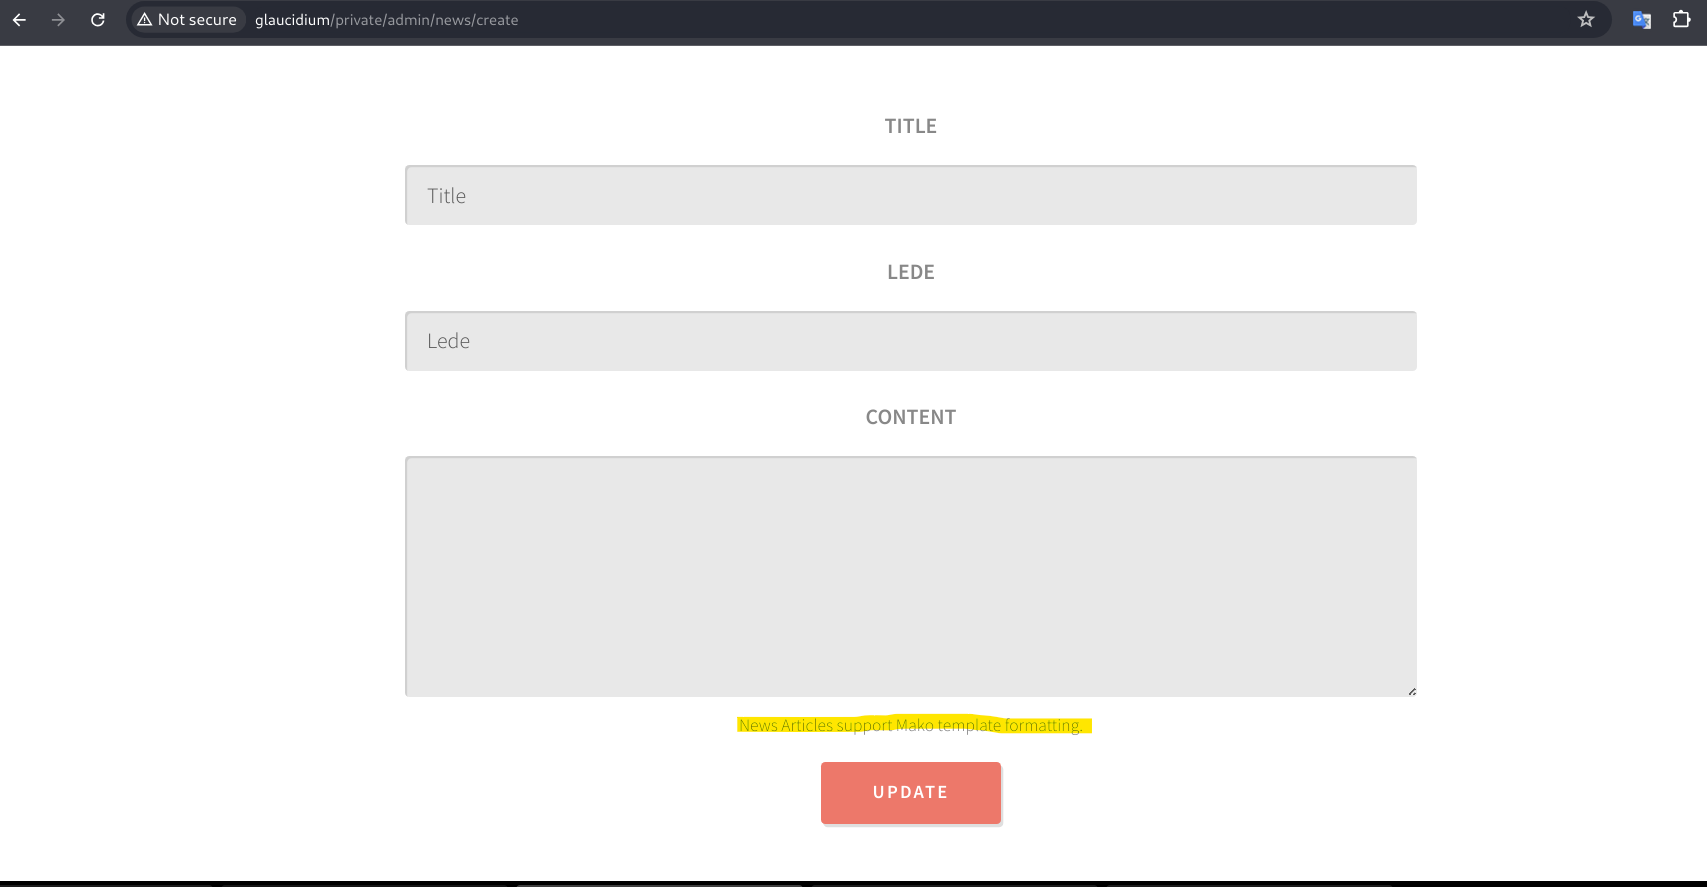 Not secure
glaucidium/private/admin/news/create
TITLE
Title
LEDE
Lede
CONTENT
News Articles support Mako template formatting.
UPDATE